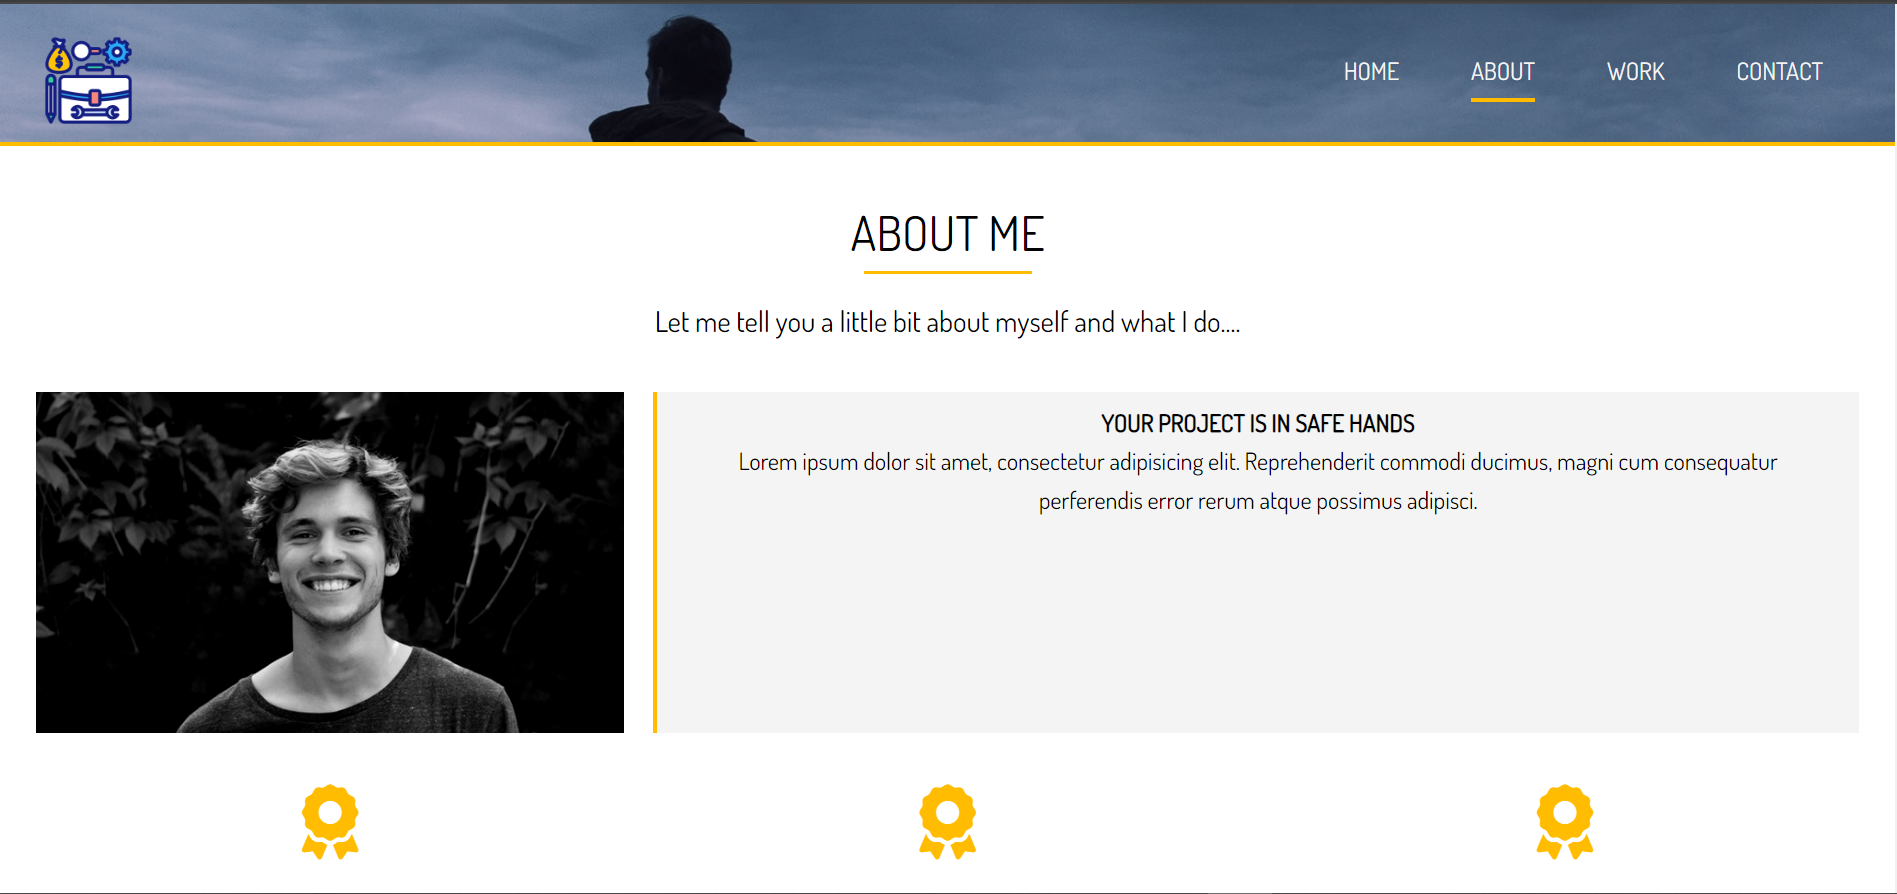 HOME
ABOUT
WORK
CONTACT
ABOUT ME
Let me tell you a little bit about myself and what I do....
YOUR PROJECT IS IN SAFE HANDS
Lorem ipsum dolor sit amet, consectetur adipisicing elit. Reprehenderit commodi ducimus, magni cum consequatur
perferendis error rerum atque possimus adipisci.